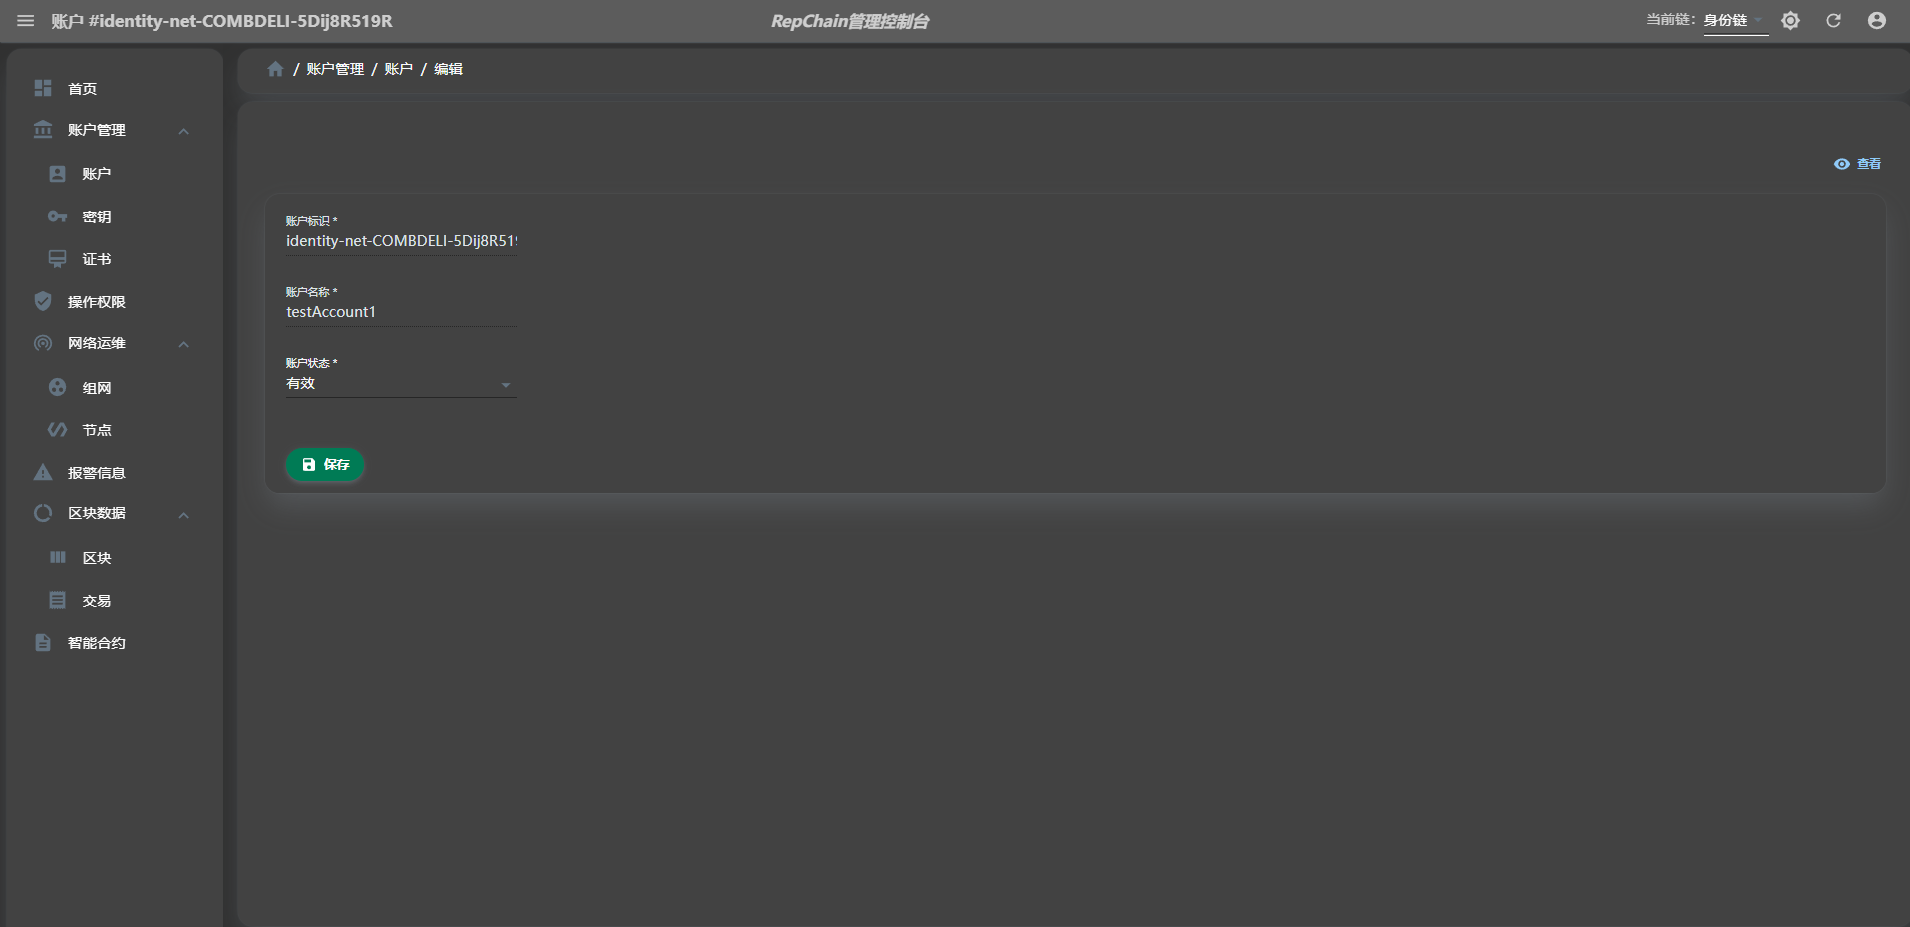 账户 #identity-net-COMBDELI-5Dij8R519R
RepChain管理控制台
当前链: 身份链
首页
账户管理
账户
密钥
证书
操作权限
网络运维
组网
节点
报警信息
区块数据
区块
交易
智能合约
/ 账户管理 / 账户 / 编辑
查看
账户标识 *
identity-net-COMBDELI-5Dij8R519
账户名称 *
testAccount1
账户状态 *
有效
保存